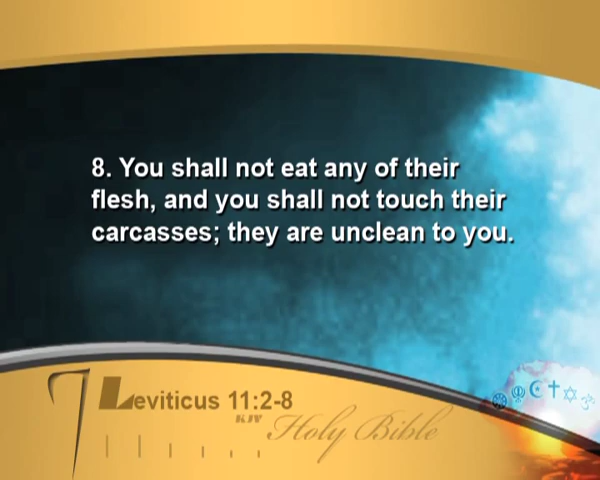 8. You shall not eat any of their
flesh, and you shall not touch their
carcasses; they are unclean to you.
Leviticus 11:2-8
KJV
Holy Bible